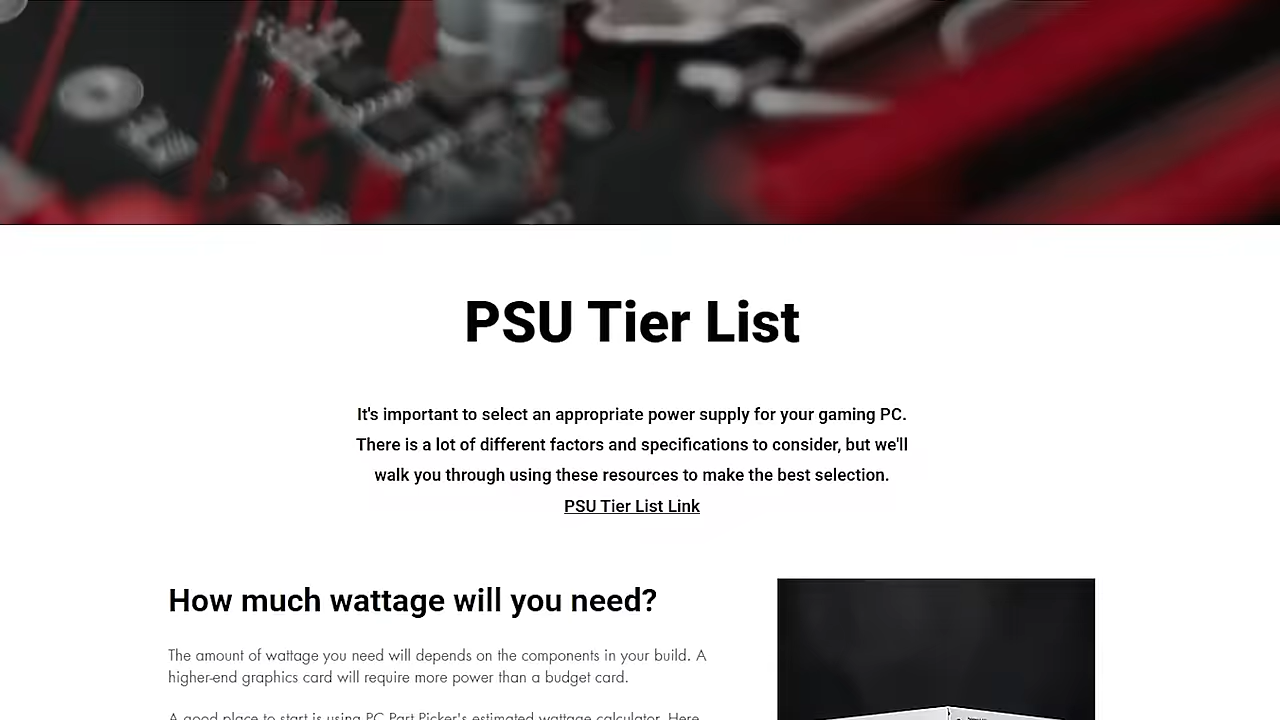 PSU Tier List
It's important to select an appropriate power supply for your gaming PC.
There is a lot of different factors and specifications to consider, but we'll
walk you through using these resources to make the best selection.
PSU Tier List Link
How much wattage will you need?
The amount of wattage you need will depends on the components in your build. A
higher-end graphics card will require more power than a budget card.
A good place to start is using PC Part Picker's estimated wattage calculator. Here